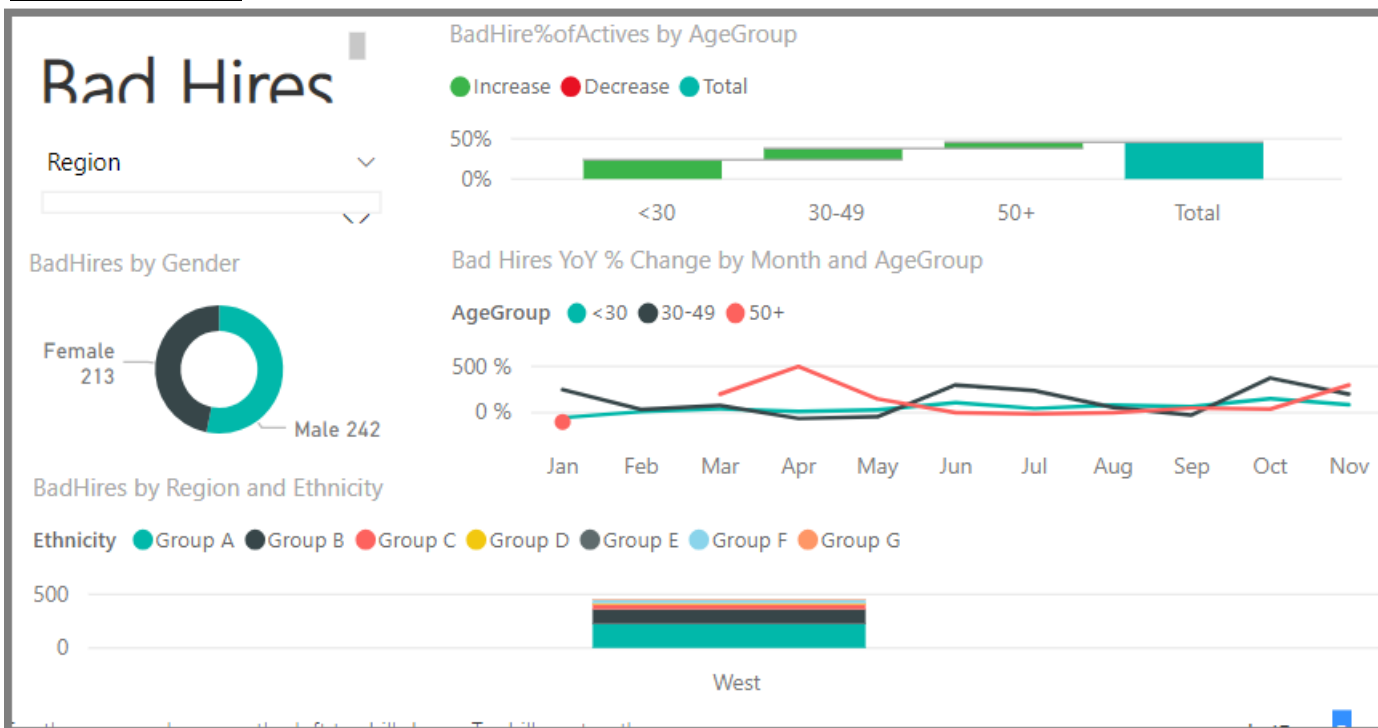 Bad Hires
Region
BadHire%ofActives by AgeGroup
Increase Decrease Total
50%
0%
<30 30-49 50+ Total
BadHires by Gender
Female
213
Male 242
Bad Hires YoY % Change by Month and AgeGroup
AgeGroup <30 30-49 50+
500 %
0 %
Jan Feb Mar Apr May Jun Jul Aug Sep Oct Nov
BadHires by Region and Ethnicity
Ethnicity Group A Group B Group C Group D Group E Group F Group G
500
0
West